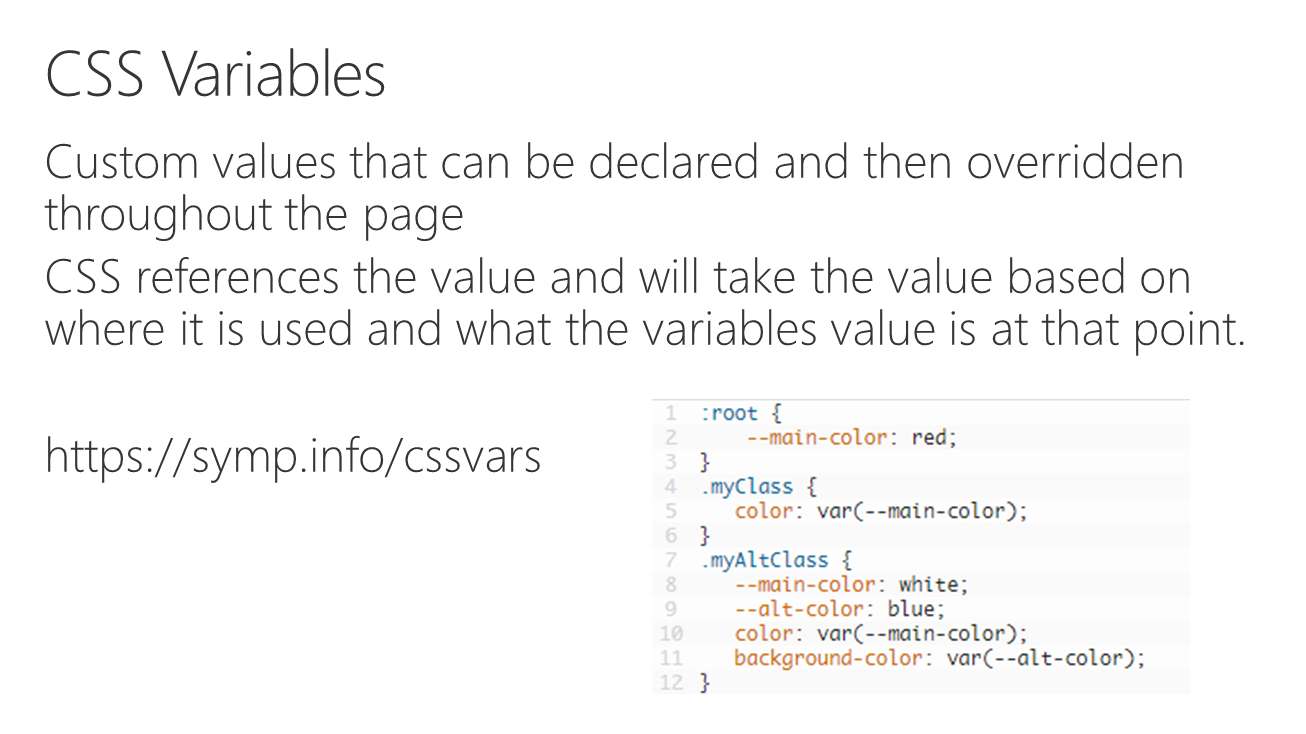 CSS Variables
Custom values that can be declared and then overridden
throughout the page
CSS references the value and will take the value based on
where it is used and what the variables value is at that point.
https://symp.info/cssvars
1 :root {
2 --main-color: red;
3 }
4 .myClass {
5 color: var(--main-color);
6 }
7 .myAltClass {
8 --main-color: white;
9 --alt-color: blue;
10 color: var(--main-color);
11 background-color: var(--alt-color);
12 }